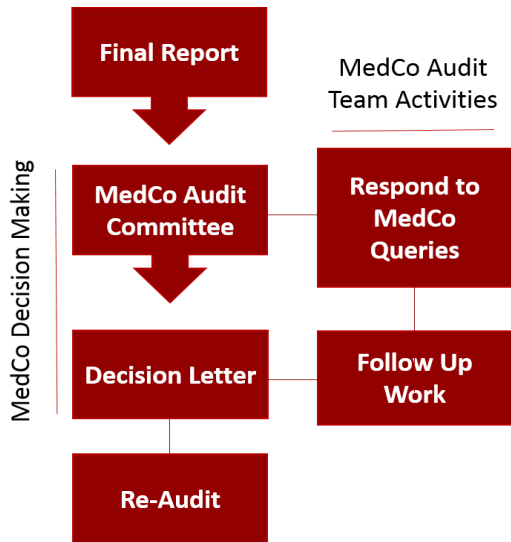 Final Report
MedCo Audit
Team Activities
MedCo Decision Making
MedCo Audit
Committee
Respond to
MedCo
Queries
Decision Letter
Follow Up
Work
Re-Audit